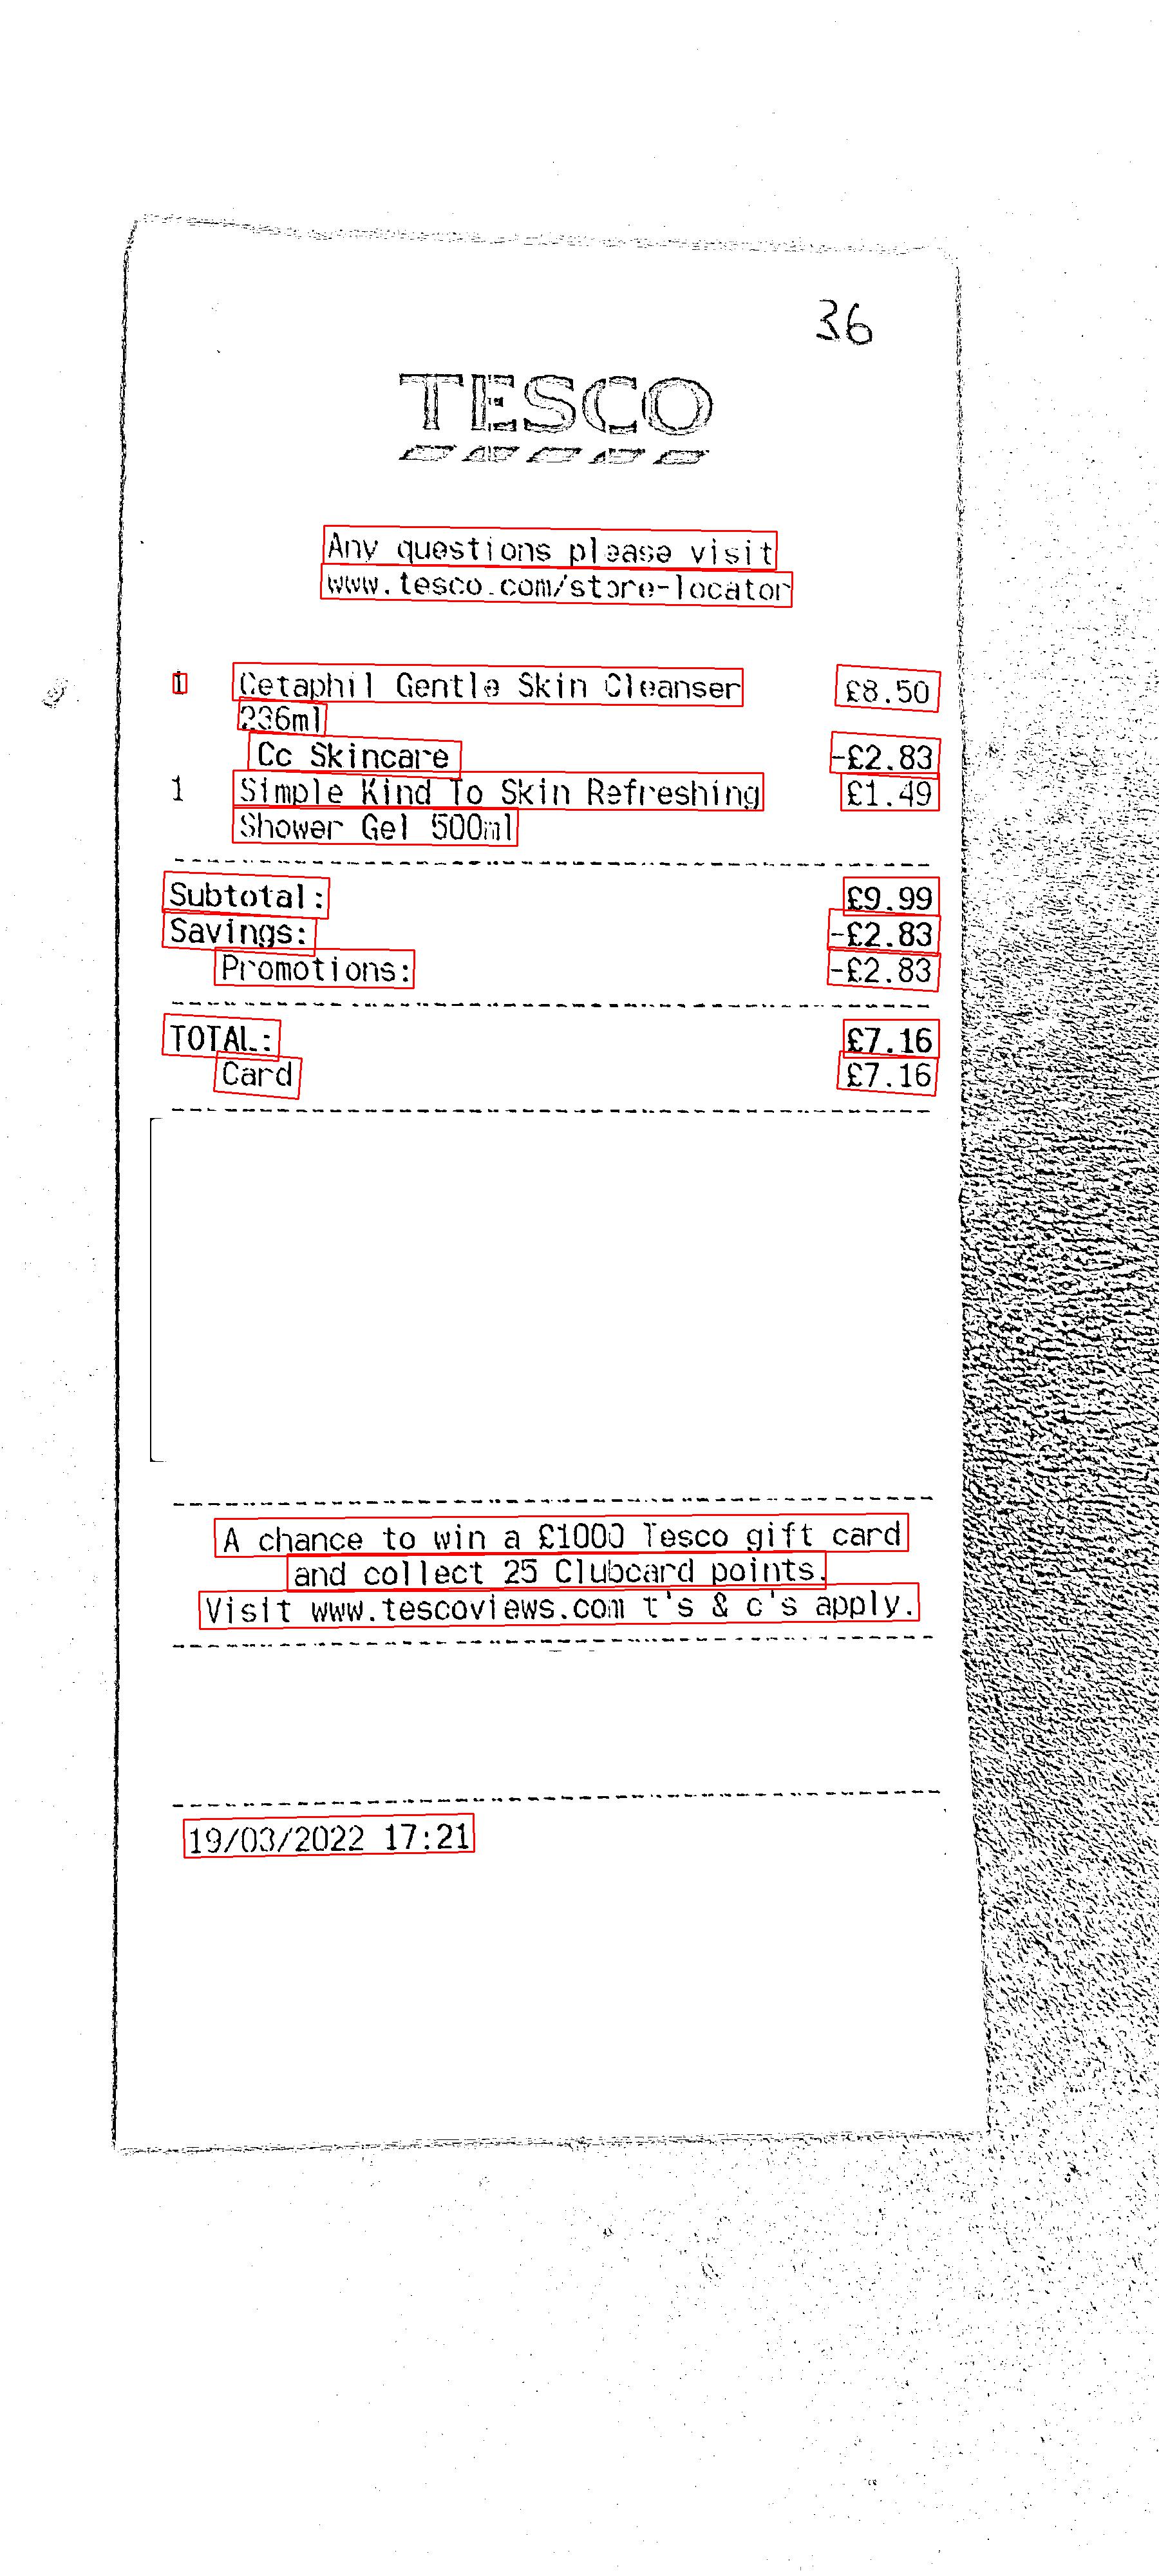 36
TESCO
Any questions please visit
www.tesco.com/store-locator
1 Cetaphil Gentle Skin Cleanser £8.50
236ml
Cc Skincare -£2.83
1 Simple Kind To Skin Refreshing £1.49
Shower Gel 500ml
Subtotal: £9.99
Savings: -£2.83
Promotions: -£2.83
TOTAL: £7.16
Card £7.16
A chance to win a £1000 Tesco gift card
and collect 25 Clubcard points.
Visit www.tescoviews.com t's & c's apply.
19/03/2022 17:21